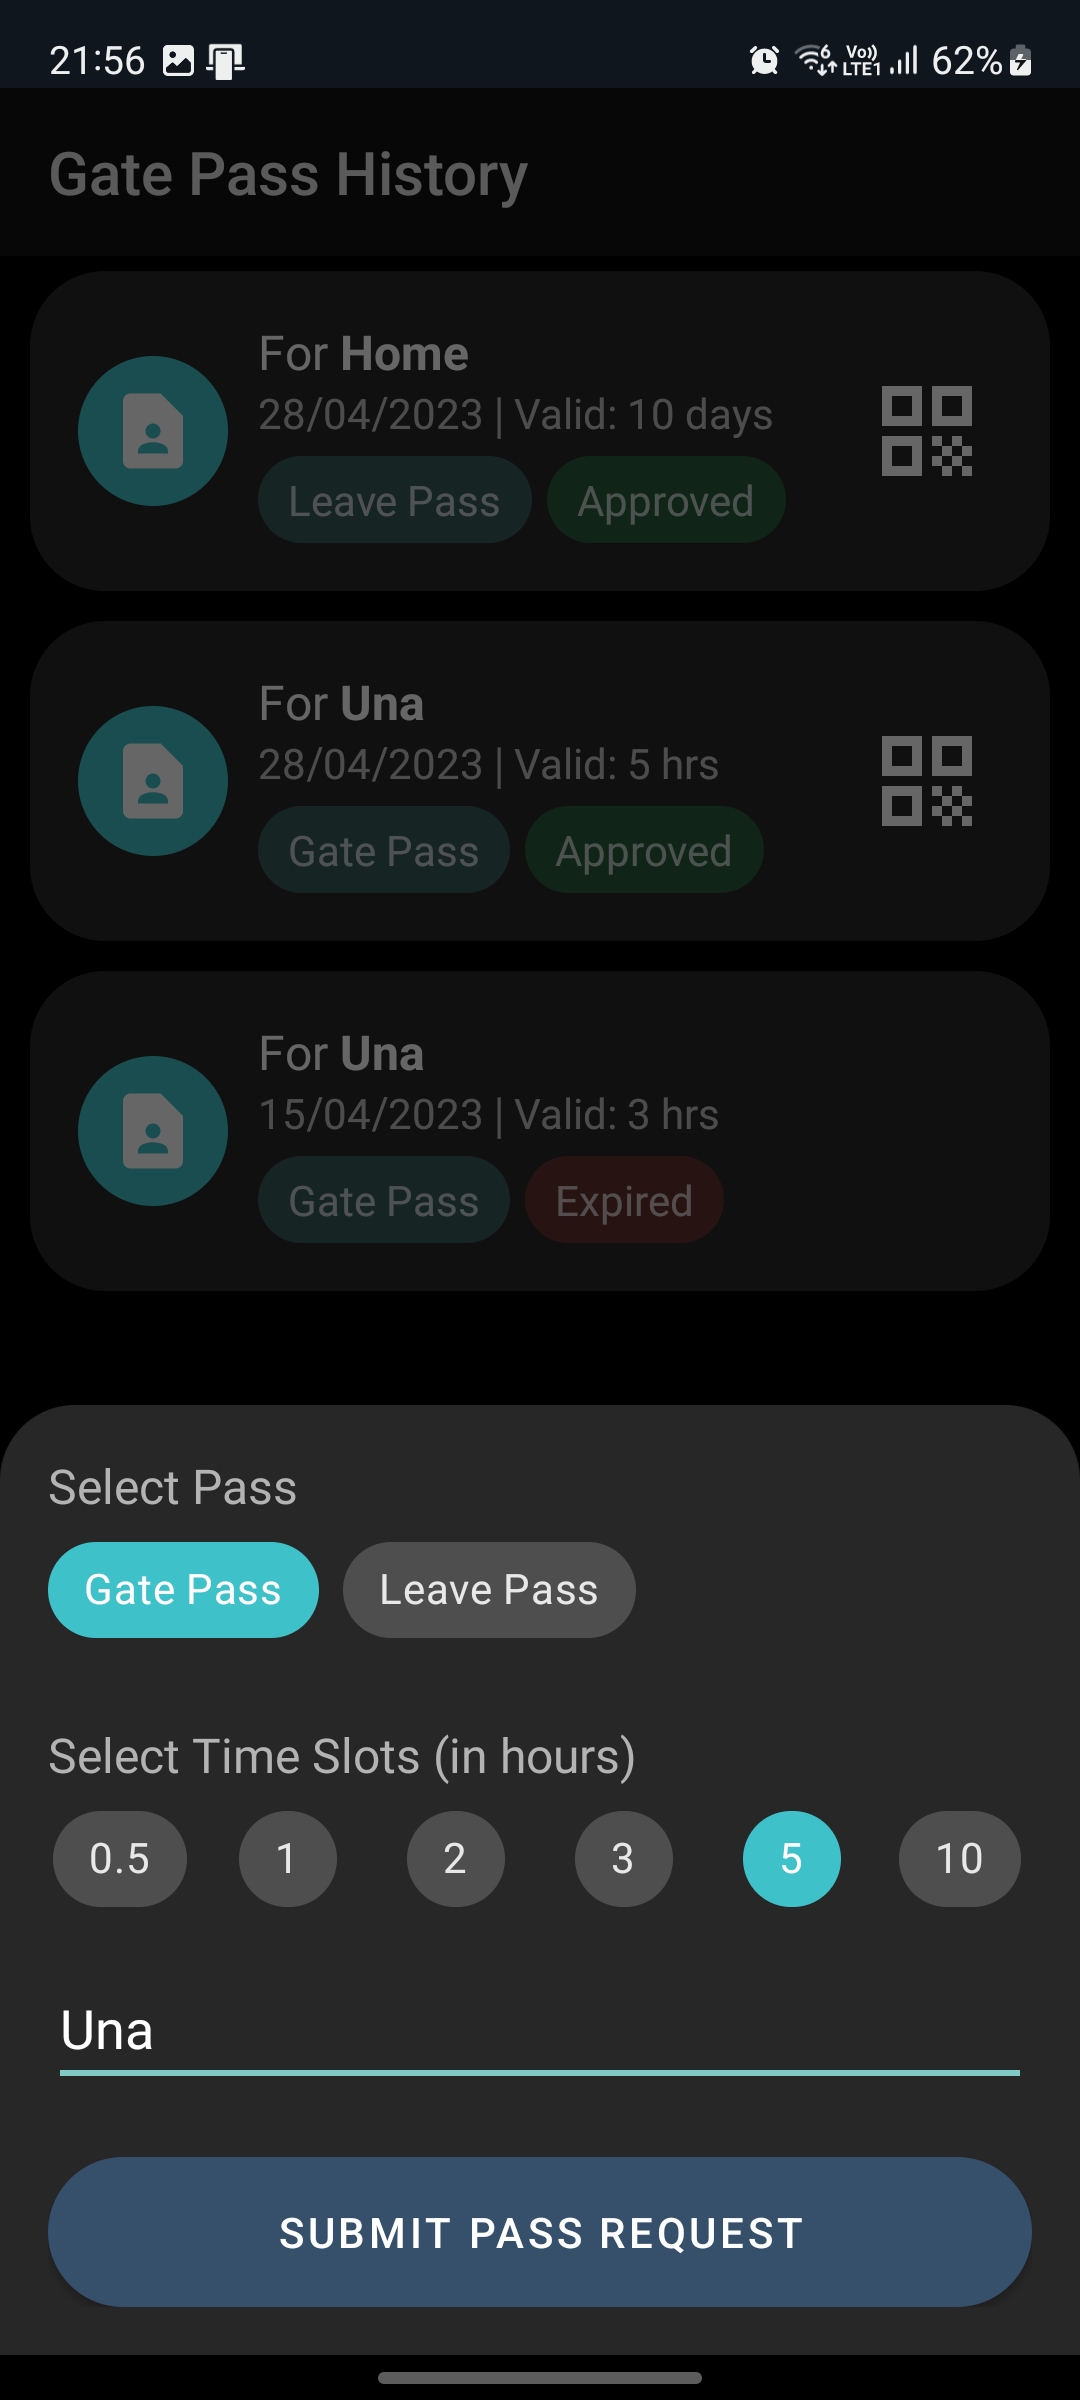 21:56 6 Vo)) LTE1 62%
Gate Pass History
For Home
28/04/2023 | Valid: 10 days
Leave Pass Approved
For Una
28/04/2023 | Valid: 5 hrs
Gate Pass Approved
For Una
15/04/2023 | Valid: 3 hrs
Gate Pass Expired
Select Pass
Gate Pass Leave Pass
Select Time Slots (in hours)
0.5 1 2 3 5 10
Una
SUBMIT PASS REQUEST